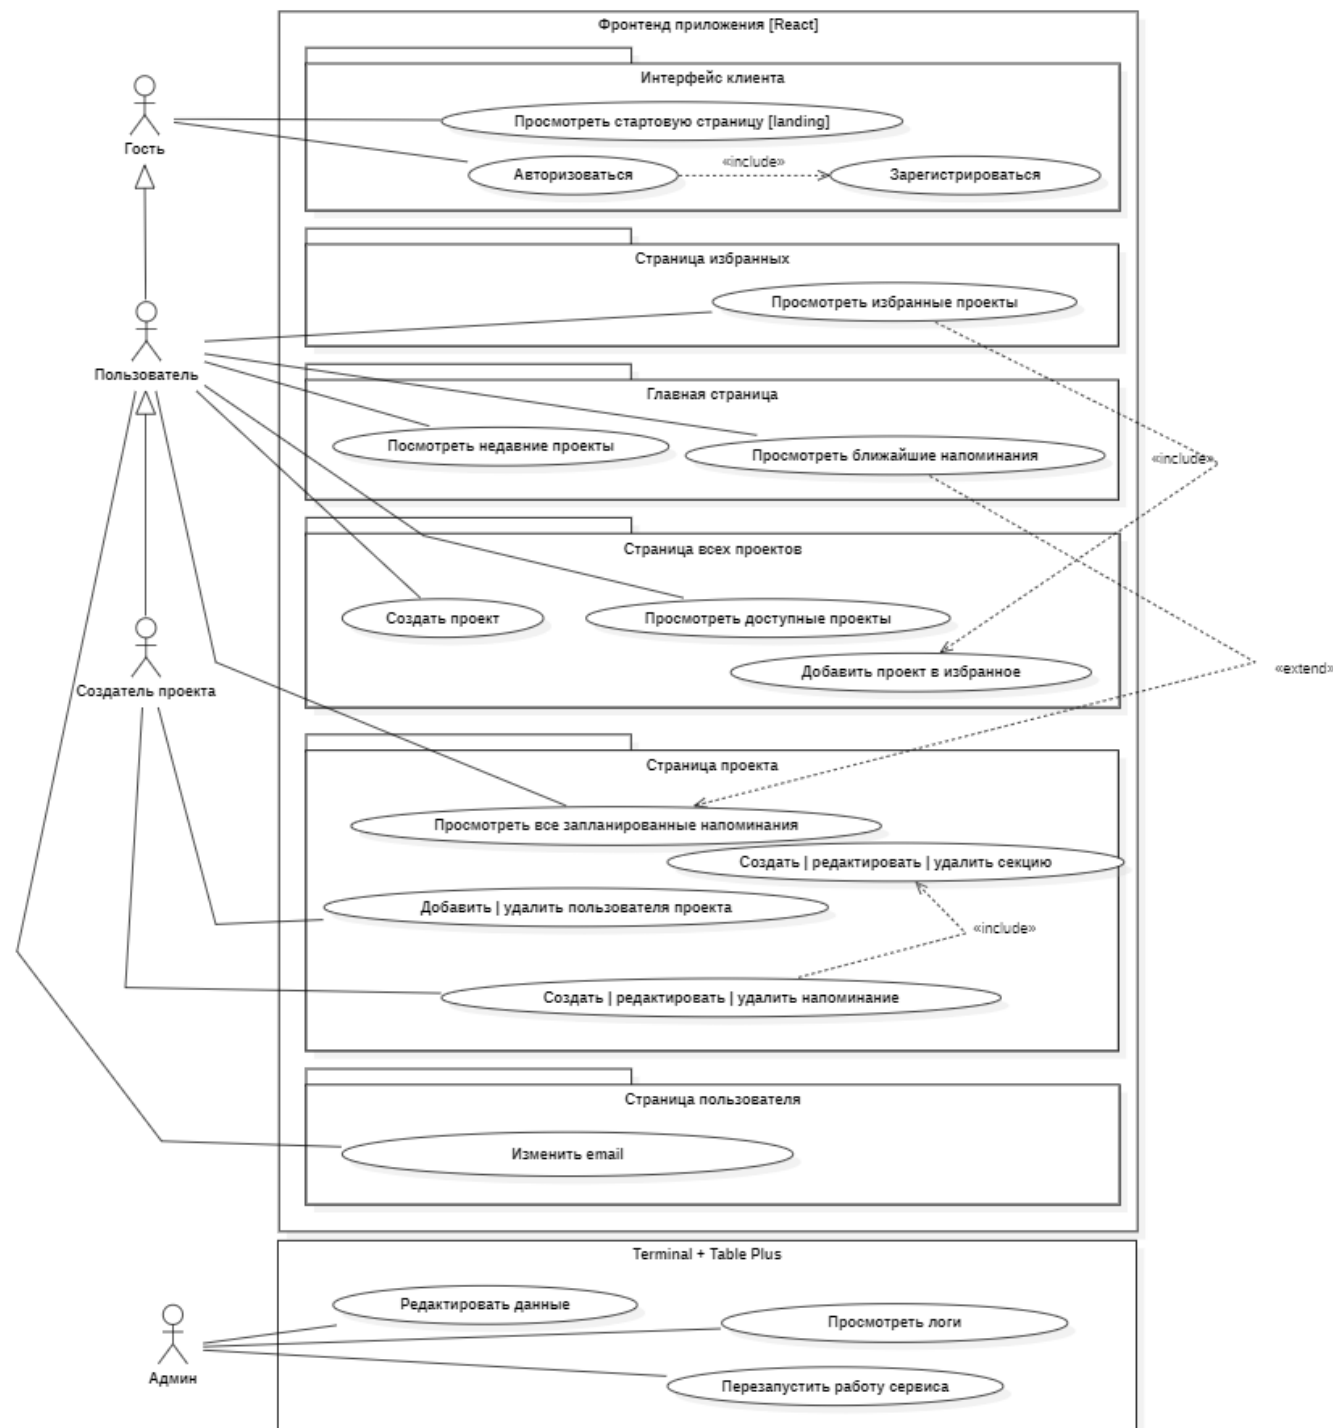 Фронтенд приложения [React]
Интерфейс клиента
Просмотреть стартовую страницу [landing]
Гость
Авторизоваться
«include»
Зарегистрироваться
Страница избранных
Просмотреть избранные проекты
Пользователь
Главная страница
Посмотреть недавние проекты
Просмотреть ближайшие напоминания
«include»
Страница всех проектов
Создать проект
Просмотреть доступные проекты
Добавить проект в избранное
«extend»
Создатель проекта
Страница проекта
Просмотреть все запланированные напоминания
Создать | редактировать | удалить секцию
Добавить | удалить пользователя проекта
«include»
Создать | редактировать | удалить напоминание
Страница пользователя
Изменить email
Terminal + Table Plus
Редактировать данные
Просмотреть логи
Админ
Перезапустить работу сервиса